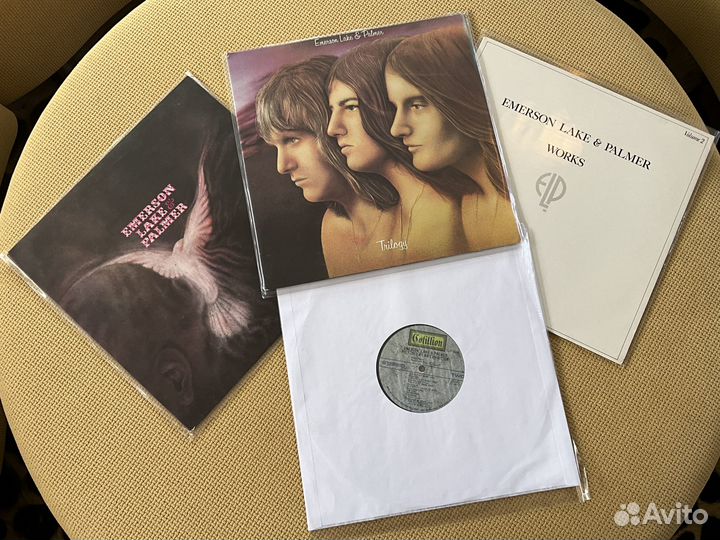 Emerson Lake & Palmer
Trilogy
EMERSON
LAKE &
PALMER
Volume 2
EMERSON LAKE & PALMER
WORKS
ELP
Cotillion
Avito